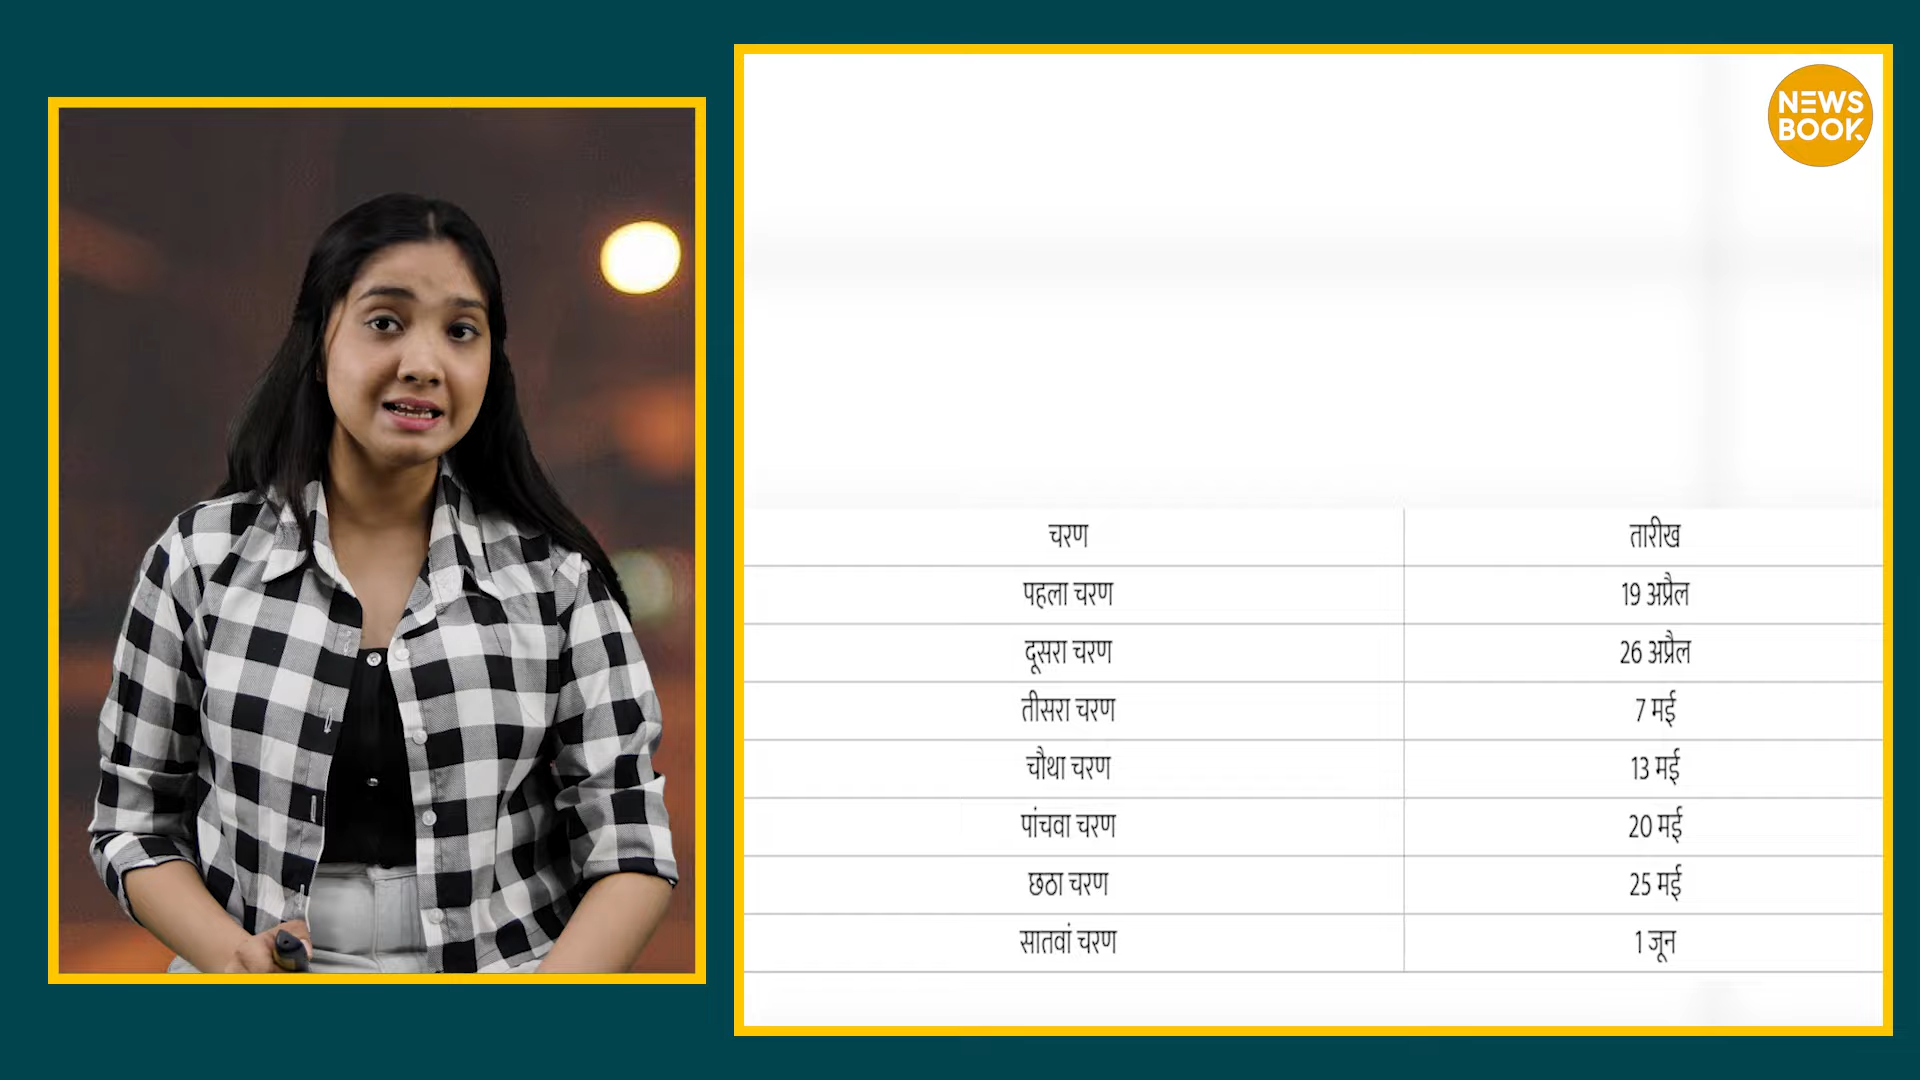 NEWS
BOOK
चरण तारीख
पहला चरण 19 अप्रैल
दूसरा चरण 26 अप्रैल
तीसरा चरण 7 मई
चौथा चरण 13 मई
पांचवा चरण 20 मई
छठा चरण 25 मई
सातवां चरण 1 जून